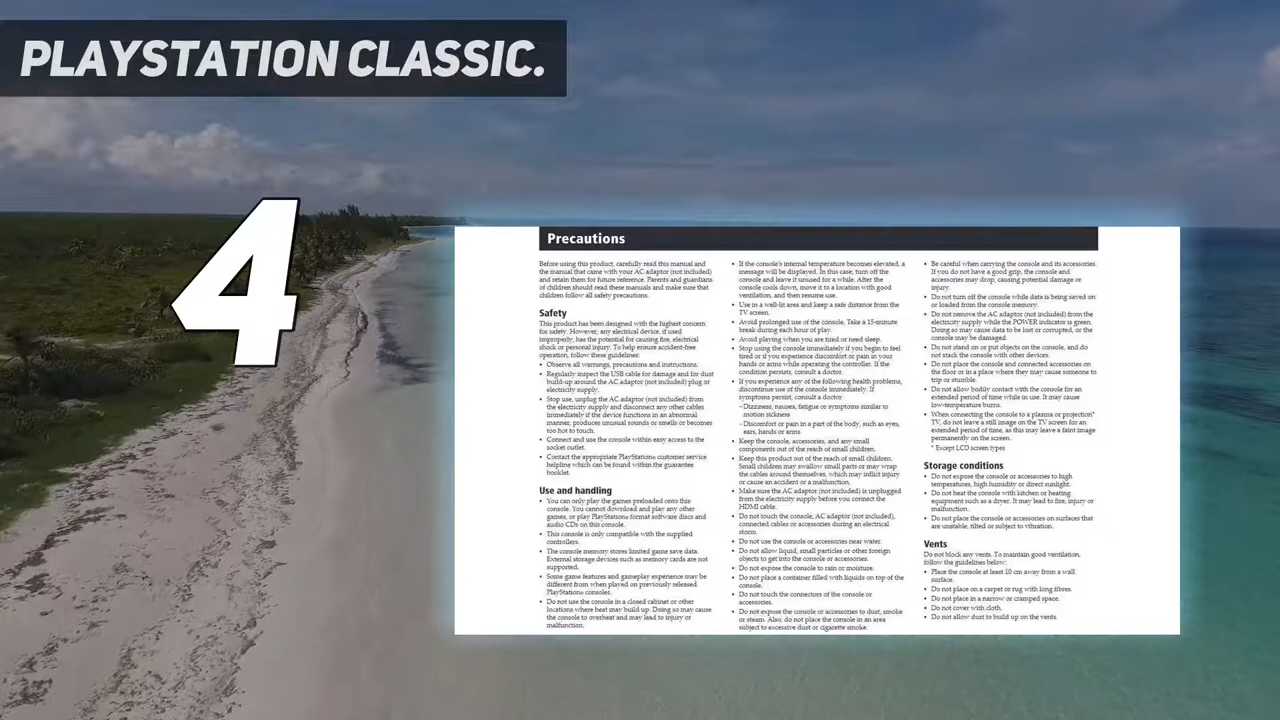 PLAYSTATION CLASSIC.
4
Precautions
Before using this product, carefully read this manual and
the manual that came with your AC adaptor (not included)
and retain them for future reference. Parents and guardians
of children should read these manuals and make sure that
children follow all safety precautions.
Safety
This product has been designed with the highest concern
for safety. However, any electrical device, if used
improperly, has the potential for causing fire, electrical
shock or personal injury. To help ensure accident-free
operation, follow these guidelines:
• Observe all warnings, precautions and instructions.
• Regularly inspect the USB cable for damage and for dust
build-up around the AC adaptor (not included) plug or
electricity supply.
• Stop use, unplug the AC adaptor (not included) from
the electricity supply and disconnect any other cables
immediately if the device functions in an abnormal
manner, produces unusual sounds or smells or becomes
too hot to touch.
• Connect and use the console within easy access to the
socket outlet.
• Contact the appropriate PlayStation® customer service
helpline which can be found within the guarantee
booklet.
Use and handling
• You can only play the games preloaded onto this
console. You cannot download and play any other
games, or play PlayStation® format software discs and
audio CDs on this console.
• This console is only compatible with the supplied
controllers.
• The console memory stores limited game save data.
External storage devices such as memory cards are not
supported.
• Some game features and gameplay experience may be
different from when played on previously released
PlayStation® consoles.
• Do not use the console in a closed cabinet or other
locations where heat may build up. Doing so may cause
the console to overheat and may lead to injury or
malfunction.
• If the console's internal temperature becomes elevated, a
message will be displayed. In this case, turn off the
console and leave it unused for a while. After the
console cools down, move it to a location with good
ventilation, and then resume use.
• Use in a well-lit area and keep a safe distance from the
TV screen.
• Avoid prolonged use of the console. Take a 15-minute
break during each hour of play.
• Avoid playing when you are tired or need sleep.
• Stop using the console immediately if you begin to feel
tired or if you experience discomfort or pain in your
hands or arms while operating the controller. If the
condition persists, consult a doctor.
• If you experience any of the following health problems,
discontinue use of the console immediately. If
symptoms persist, consult a doctor.
– Dizziness, nausea, fatigue or symptoms similar to
motion sickness
– Discomfort or pain in a part of the body, such as eyes,
ears, hands or arms
• Keep the console, accessories, and any small
components out of the reach of small children.
• Keep this product out of the reach of small children.
Small children may swallow small parts or may wrap
the cables around themselves, which may inflict injury
or cause an accident or a malfunction.
• Make sure the AC adaptor (not included) is unplugged
from the electricity supply before you connect the
HDMI cable.
• Do not touch the console, AC adaptor (not included),
connected cables or accessories during an electrical
storm.
• Do not use the console or accessories near water.
• Do not allow liquid, small particles or other foreign
objects to get into the console or accessories.
• Do not expose the console to rain or moisture.
• Do not place a container filled with liquids on top of the
console.
• Do not touch the connectors of the console or
accessories.
• Do not expose the console or accessories to dust, smoke
or steam. Also, do not place the console in an area
subject to excessive dust or cigarette smoke.
• Be careful when carrying the console and its accessories.
If you do not have a good grip, the console and
accessories may drop, causing potential damage or
injury.
• Do not turn off the console while data is being saved on
or loaded from the console memory.
• Do not remove the AC adaptor (not included) from the
electricity supply while the POWER indicator is green.
Doing so may cause data to be lost or corrupted, or the
console may be damaged.
• Do not stand on or put objects on the console, and do
not stack the console with other devices.
• Do not place the console and connected accessories on
the floor or in a place where they may cause someone to
trip or stumble.
• Do not allow bodily contact with the console for an
extended period of time while in use. It may cause
low-temperature burns.
• When connecting the console to a plasma or projection*
TV, do not leave a still image on the TV screen for an
extended period of time, as this may leave a faint image
permanently on the screen.
* Except LCD screen types
Storage conditions
• Do not expose the console or accessories to high
temperatures, high humidity or direct sunlight.
• Do not heat the console with kitchen or heating
equipment such as a dryer. It may lead to fire, injury or
malfunction.
• Do not place the console or accessories on surfaces that
are unstable, tilted or subject to vibration.
Vents
Do not block any vents. To maintain good ventilation,
follow the guidelines below:
• Place the console at least 10 cm away from a wall
surface.
• Do not place on a carpet or rug with long fibres.
• Do not place in a narrow or cramped space.
• Do not cover with cloth.
• Do not allow dust to build up on the vents.